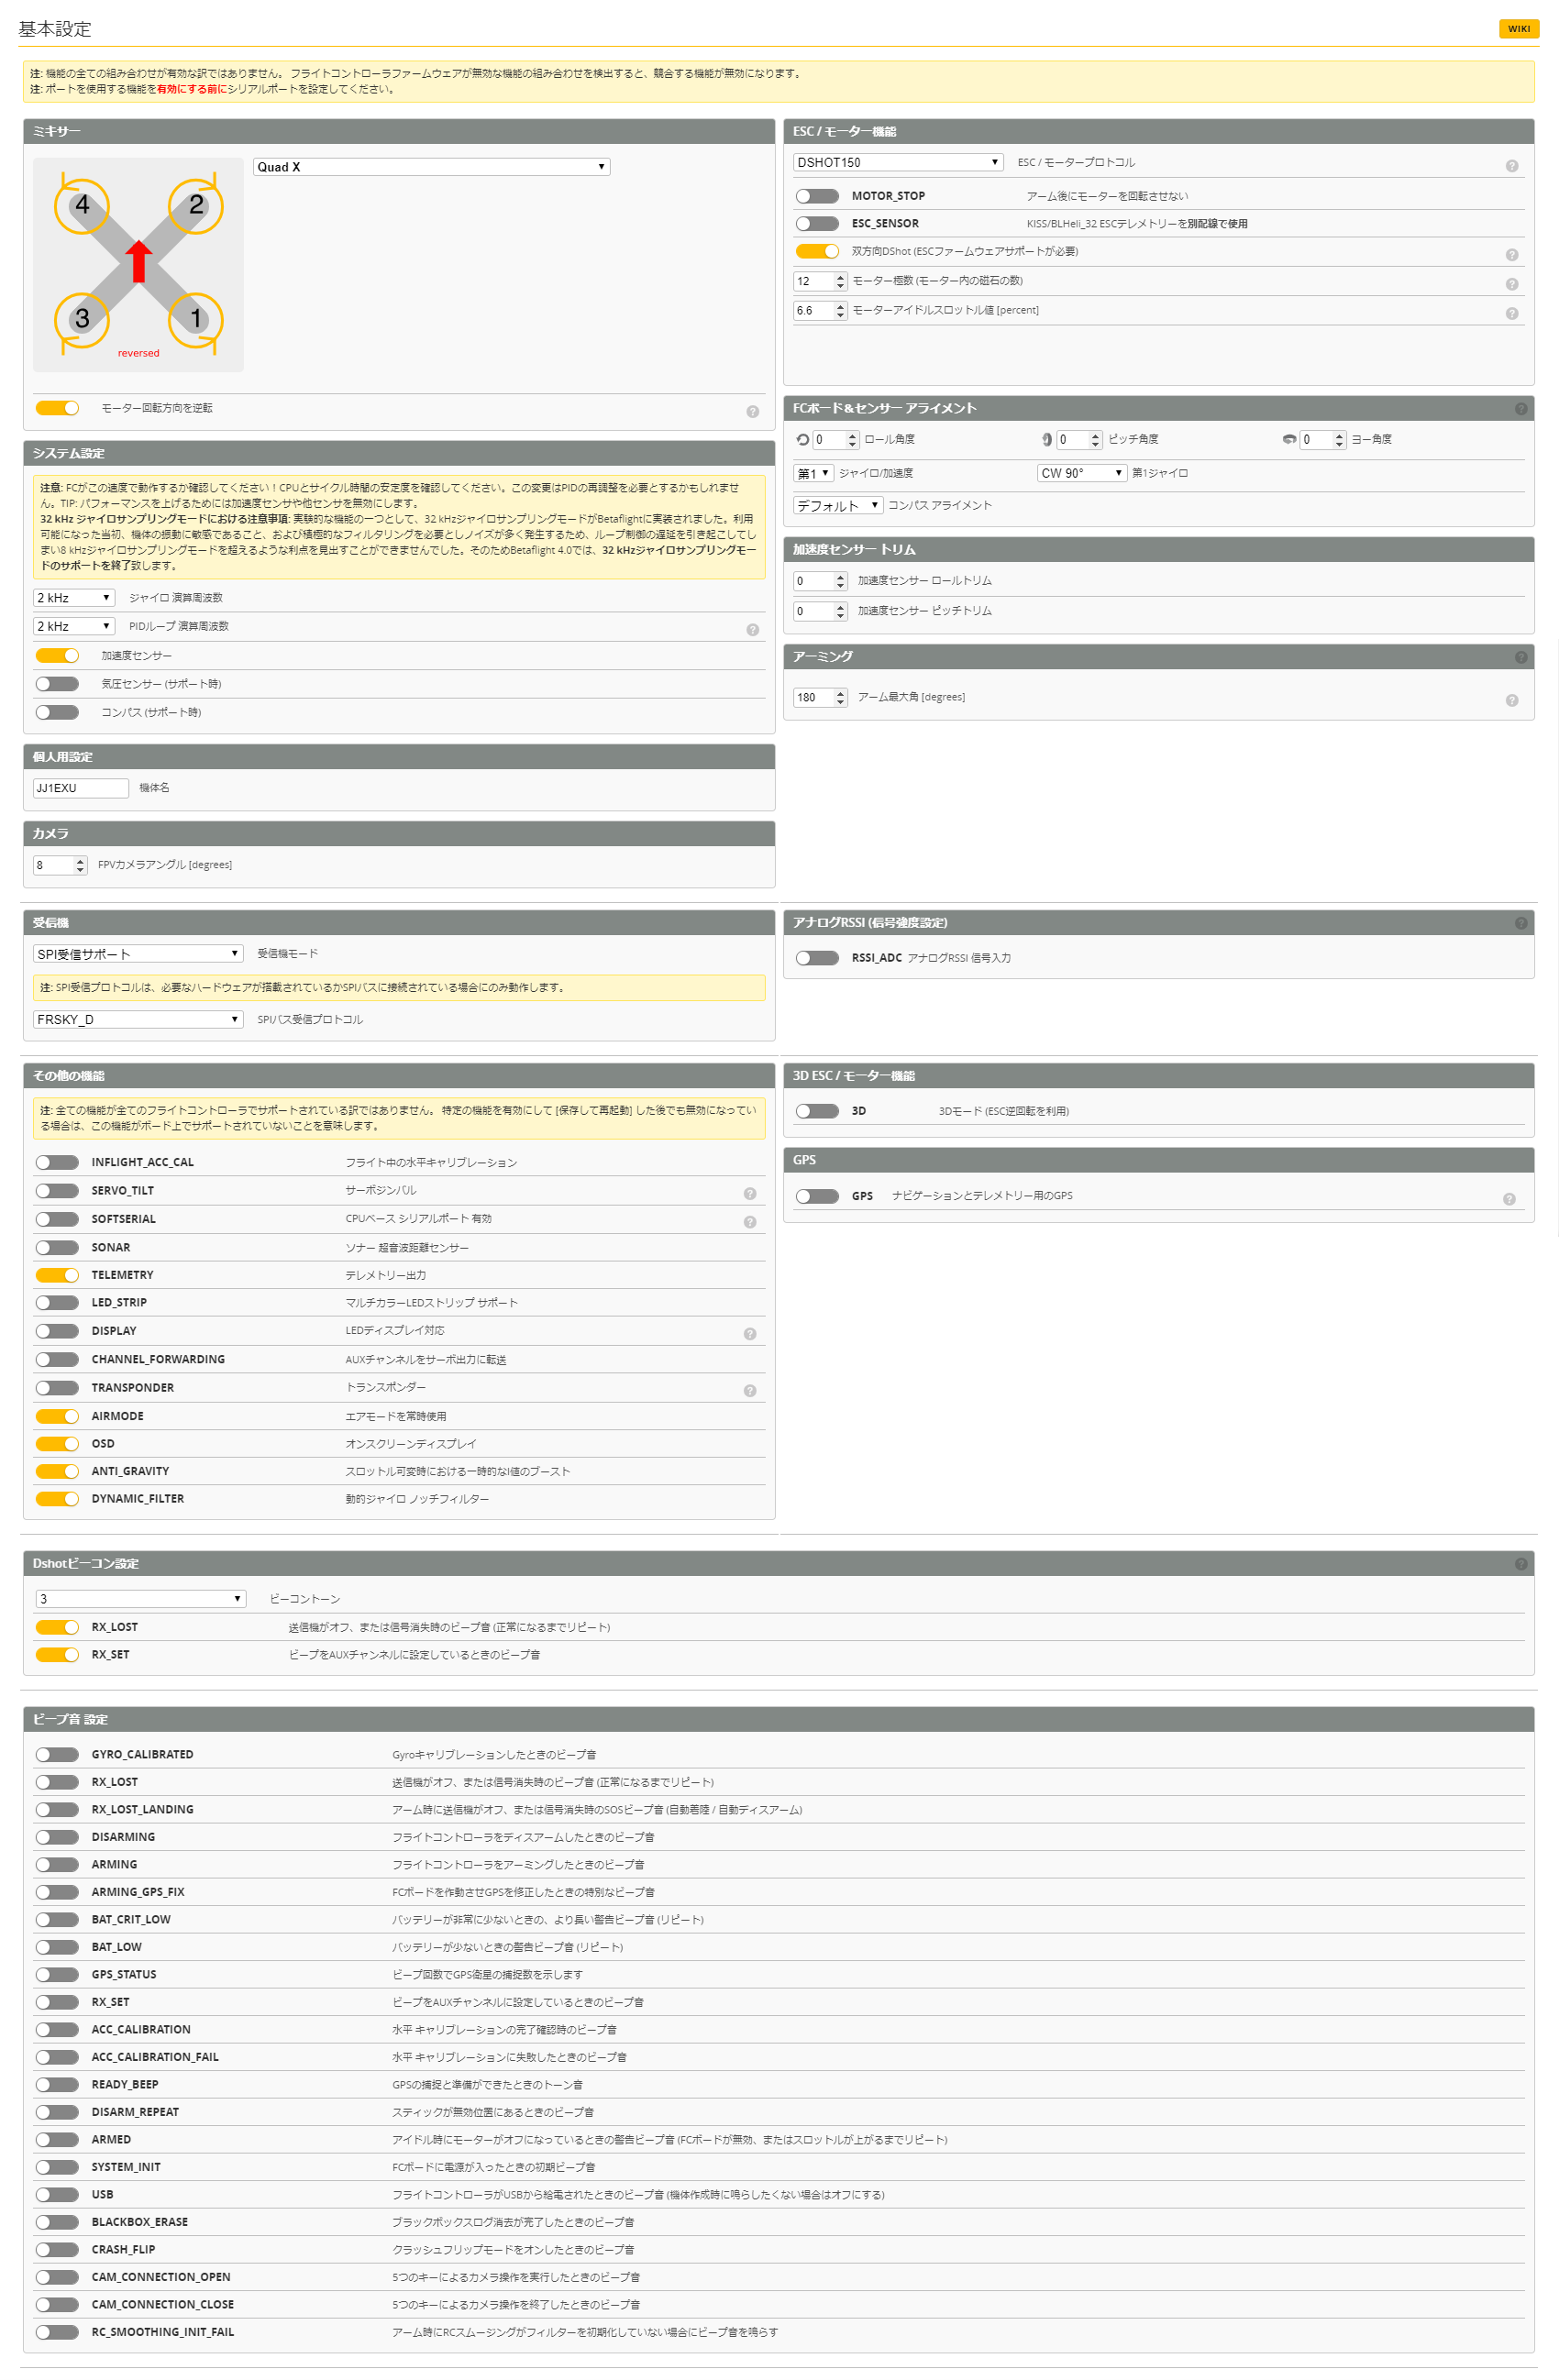 基本設定
WIKI
注: 機能の全ての組み合わせが有効な訳ではありません。 フライトコントローラファームウェアが無効な機能の組み合わせを検出すると、競合する機能が無効になります。
注: ポートを使用する機能を有効にする前にシリアルポートを設定してください。
ミキサー
Quad X
4
2
3
1
reversed
モーター回転方向を逆転
システム設定
注意: FCがこの速度で動作するか確認してください！CPUとサイクル時間の安定度を確認してください。この変更はPIDの再調整を必要とするかもしれませ
ん。TIP: パフォーマンスを上げるためには加速度センサや他センサを無効にします。
32 kHz ジャイロサンプリングモードにおける注意事項: 実験的な機能の一つとして、32 kHzジャイロサンプリングモードがBetaflightに実装されました。利用
可能になった当初、機体の振動に敏感であること、および積極的なフィルタリングを必要としノイズが多く発生するため、ループ制御の遅延を引き起こしてし
まい8 kHzジャイロサンプリングモードを超えるような利点を見出すことができませんでした。そのためBetaflight 4.0では、32 kHzジャイロサンプリングモー
ドのサポートを終了致します。
2 kHz ジャイロ 演算周波数
2 kHz PIDループ 演算周波数
加速度センサー
気圧センサー (サポート時)
コンパス (サポート時)
個人用設定
JJ1EXU 機体名
カメラ
8 FPVカメラアングル [degrees]
ESC / モーター機能
DSHOT150 ESC / モータープロトコル
MOTOR_STOP アーム後にモーターを回転させない
ESC_SENSOR KISS/BLHeli_32 ESCテレメトリーを別配線で使用
双方向DShot (ESCファームウェアサポートが必要)
12 モーター極数 (モーター内の磁石の数)
6.6 モーターアイドルスロットル値 [percent]
FCボード＆センサー アライメント
0 ロール角度 0 ピッチ角度 0 ヨー角度
第1 ジャイロ/加速度 CW 90° 第1ジャイロ
デフォルト コンパス アライメント
加速度センサー トリム
0 加速度センサー ロールトリム
0 加速度センサー ピッチトリム
アーミング
180 アーム最大角 [degrees]
受信機
SPI受信サポート 受信機モード
注: SPI受信プロトコルは、必要なハードウェアが搭載されているかSPIバスに接続されている場合にのみ動作します。
FRSKY_D SPIバス受信プロトコル
アナログRSSI (信号強度設定)
RSSI_ADC アナログRSSI 信号入力
その他の機能
注: 全ての機能が全てのフライトコントローラでサポートされている訳ではありません。 特定の機能を有効にして [保存して再起動] した後でも無効になってい
る場合は、この機能がボード上でサポートされていないことを意味します。
INFLIGHT_ACC_CAL フライト中の水平キャリブレーション
SERVO_TILT サーボジンバル
SOFTSERIAL CPUベース シリアルポート 有効
SONAR ソナー 超音波距離センサー
TELEMETRY テレメトリー出力
LED_STRIP マルチカラーLEDストリップ サポート
DISPLAY LEDディスプレイ対応
CHANNEL_FORWARDING AUXチャンネルをサーボ出力に転送
TRANSPONDER トランスポンダー
AIRMODE エアモードを常時使用
OSD オンスクリーンディスプレイ
ANTI_GRAVITY スロットル可変時における一時的なI値のブースト
DYNAMIC_FILTER 動的ジャイロ ノッチフィルター
3D ESC / モーター機能
3D 3Dモード (ESC逆回転を利用)
GPS
GPS ナビゲーションとテレメトリー用のGPS
Dshotビーコン設定
3 ビーコントーン
RX_LOST 送信機がオフ、または信号消失時のビープ音 (正常になるまでリピート)
RX_SET ビープをAUXチャンネルに設定しているときのビープ音
ビープ音 設定
GYRO_CALIBRATED Gyroキャリブレーションしたときのビープ音
RX_LOST 送信機がオフ、または信号消失時のビープ音 (正常になるまでリピート)
RX_LOST_LANDING アーム時に送信機がオフ、または信号消失時のSOSビープ音 (自動着陸 / 自動ディスアーム)
DISARMING フライトコントローラをディスアームしたときのビープ音
ARMING フライトコントローラをアーミングしたときのビープ音
ARMING_GPS_FIX FCボードを作動させGPSを修正したときの特別なビープ音
BAT_CRIT_LOW バッテリーが非常に少ないときの、より長い警告ビープ音 (リピート)
BAT_LOW バッテリーが少ないときの警告ビープ音 (リピート)
GPS_STATUS ビープ回数でGPS衛星の捕捉数を示します
RX_SET ビープをAUXチャンネルに設定しているときのビープ音
ACC_CALIBRATION 水平 キャリブレーションの完了確認時のビープ音
ACC_CALIBRATION_FAIL 水平 キャリブレーションに失敗したときのビープ音
READY_BEEP GPSの捕捉と準備ができたときのトーン音
DISARM_REPEAT スティックが無効位置にあるときのビープ音
ARMED アイドル時にモーターがオフになっているときの警告ビープ音 (FCボードが無効、またはスロットルが上がるまでリピート)
SYSTEM_INIT FCボードに電源が入ったときの初期ビープ音
USB フライトコントローラがUSBから給電されたときのビープ音 (機体作成時に鳴らしたくない場合はオフにする)
BLACKBOX_ERASE ブラックボックスログ消去が完了したときのビープ音
CRASH_FLIP クラッシュフリップモードをオンしたときのビープ音
CAM_CONNECTION_OPEN 5つのキーによるカメラ操作を実行したときのビープ音
CAM_CONNECTION_CLOSE 5つのキーによるカメラ操作を終了したときのビープ音
RC_SMOOTHING_INIT_FAIL アーム時にRCスムージングがフィルターを初期化していない場合にビープ音を鳴らす